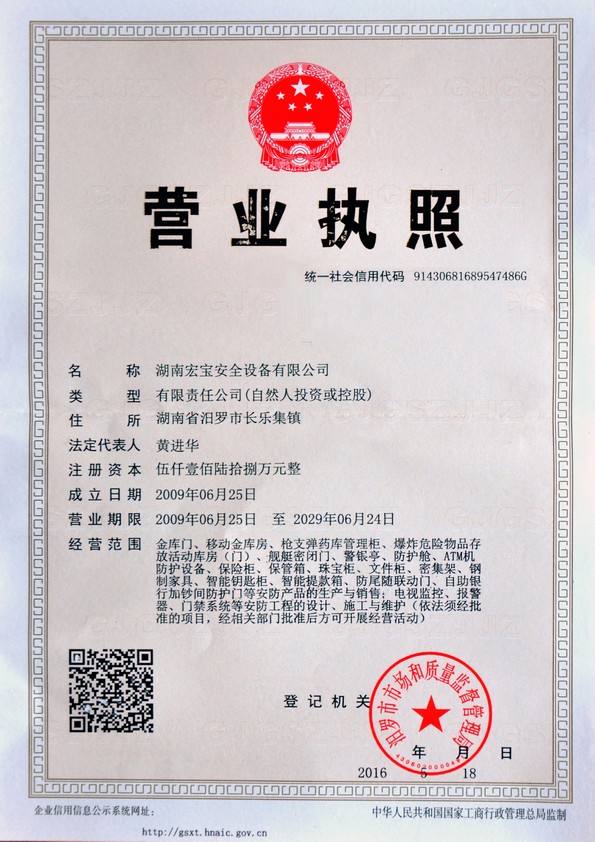 营业执照
统一社会信用代码 91430681689547486G
名 称 湖南宏宝安全设备有限公司
类 型 有限责任公司(自然人投资或控股)
住 所 湖南省汨罗市长乐集镇
法定代表人 黄进华
注册资本 伍仟壹佰陆拾捌万元整
成立日期 2009年06月25日
营业期限 2009年06月25日 至 2029年06月24日
经营范围 金库门、移动金库房、枪支弹药库管理柜、爆炸危险物品存
放活动库房（门）、舰艇密闭门、警银亭、防护舱、ATM机
防护设备、保险柜、保管箱、珠宝柜、文件柜、密集架、钢
制家具、智能钥匙柜、智能提款箱、防尾随联动门、自助银
行加钞间防护门等安防产品的生产与销售；电视监控、报警
器、门禁系统等安防工程的设计、施工与维护（依法须经批
准的项目，经相关部门批准后方可开展经营活动）
登记机关
汨罗市市场和质量监督管理局
年 月 日
2016 5 18
企业信用信息公示系统网址：
http://gsxt.hnaic.gov.cn
中华人民共和国国家工商行政管理总局监制